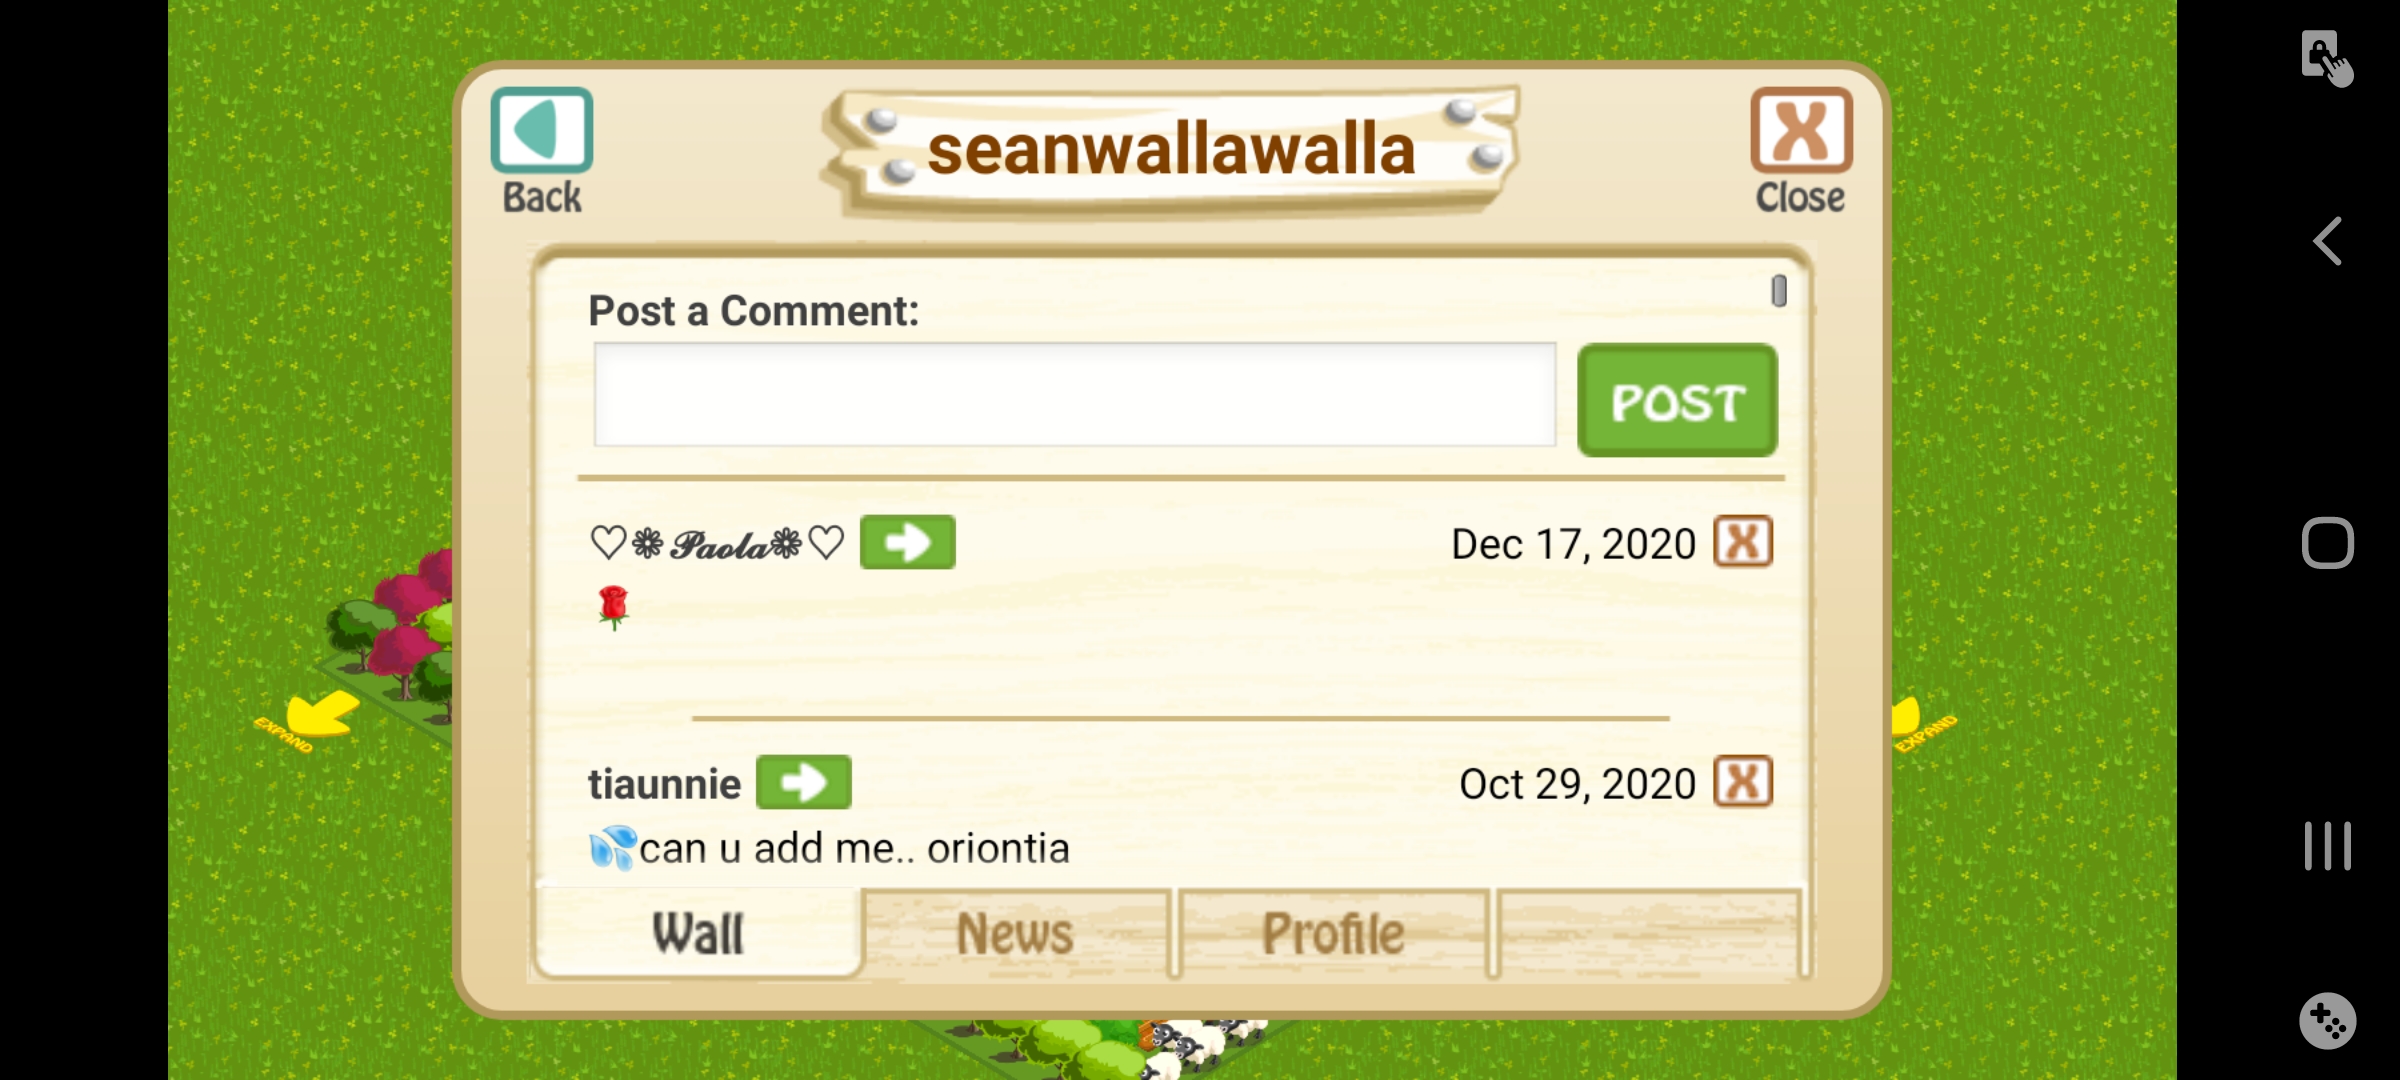 seanwallawalla
Back
Close
Post a Comment:
POST
♡❁𝓟𝓪𝓸𝓵𝓪❁♡
Dec 17, 2020
🌹
EXPAND
EXPAND
tiaunnie
Oct 29, 2020
💦can u add me.. oriontia
Wall
News
Profile